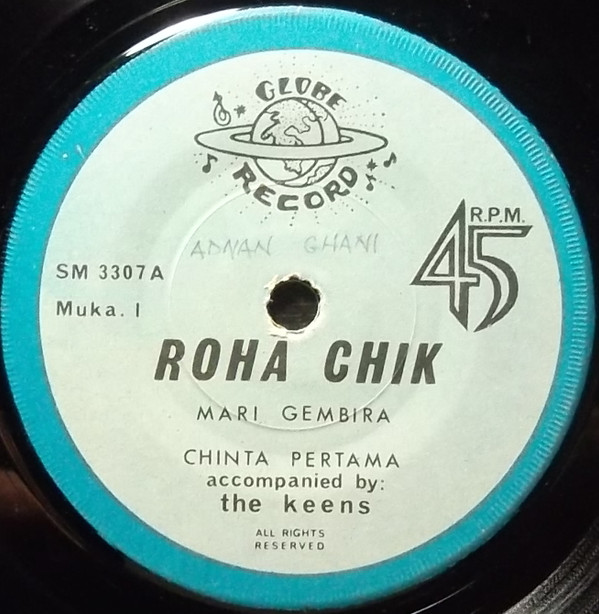 GLOBE
RECORD
ADNAN GHANI
45 R.P.M.
SM 3307A
Muka. I
ROHA CHIK
MARI GEMBIRA
CHINTA PERTAMA
accompanied by:
the keens
ALL RIGHTS
RESERVED